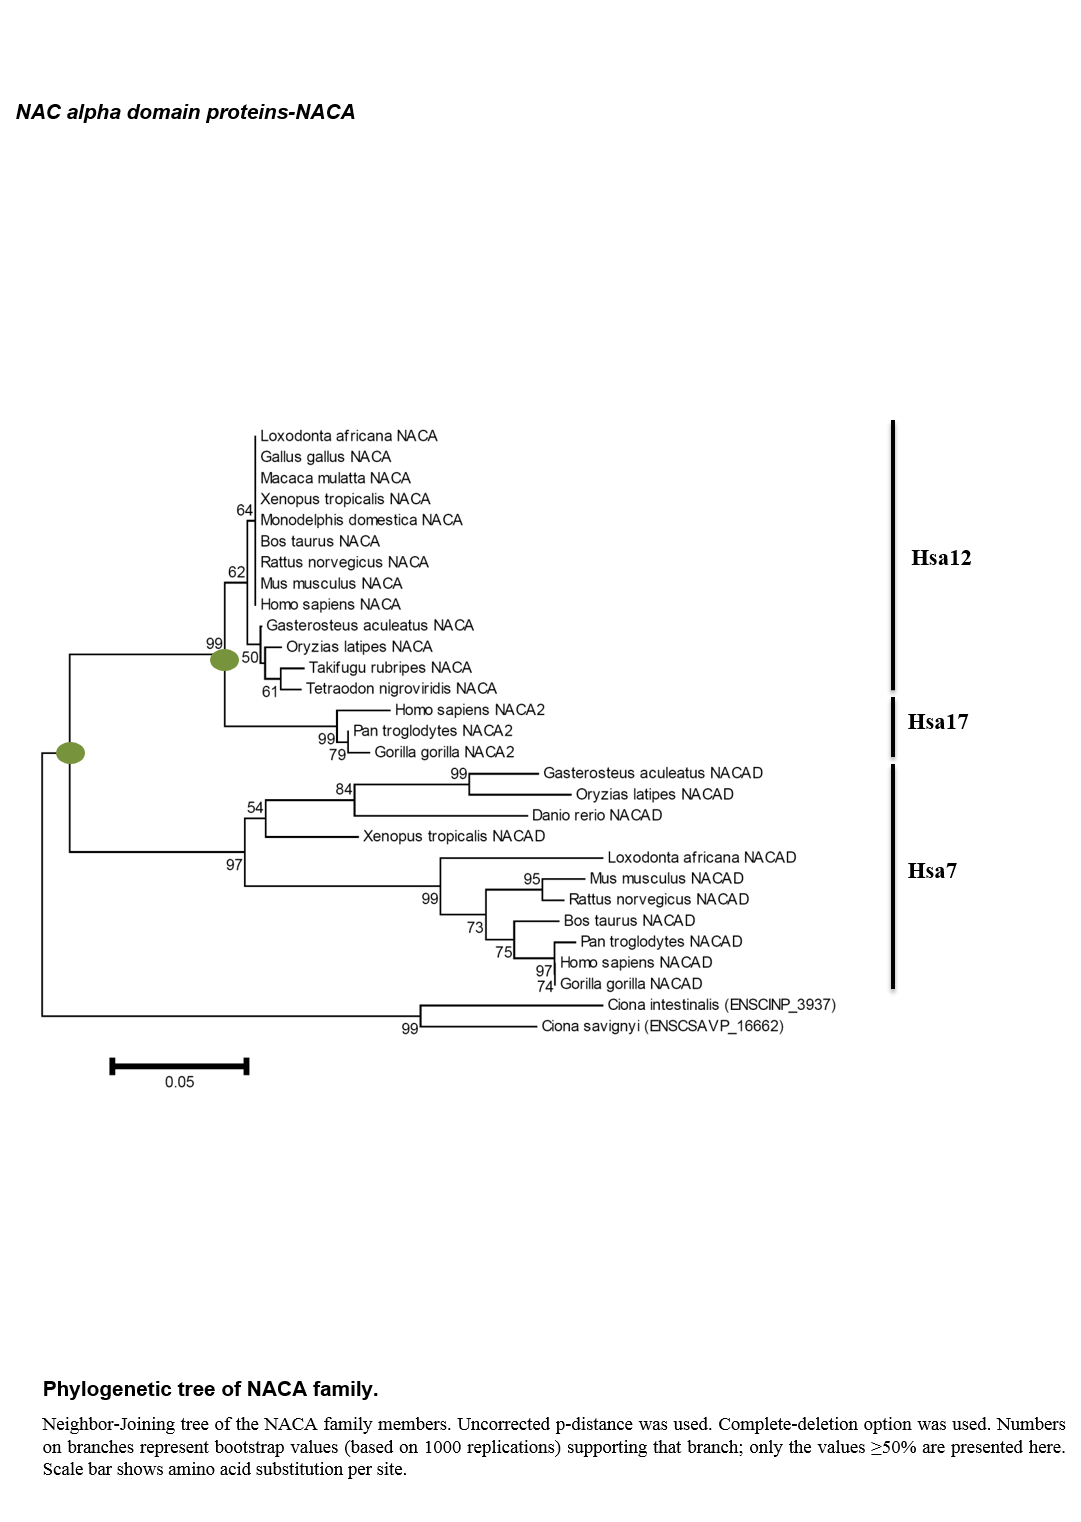 NAC alpha domain proteins-NACA
Loxodonta africana NACA
Gallus gallus NACA
Macaca mulatta NACA
Xenopus tropicalis NACA
64
Monodelphis domestica NACA
Bos taurus NACA
Hsa12
Rattus norvegicus NACA
62
Mus musculus NACA
Homo sapiens NACA
Gasterosteus aculeatus NACA
99
Oryzias latipes NACA
50
Takifugu rubripes NACA
Tetraodon nigroviridis NACA
61
Homo sapiens NACA2
Hsa17
Pan troglodytes NACA2
99
Gorilla gorilla NACA2
79
Gasterosteus aculeatus NACAD
99
Oryzias latipes NACAD
84
Danio rerio NACAD
54
Xenopus tropicalis NACAD
Loxodonta africana NACAD
97
Hsa7
Mus musculus NACAD
95
Rattus norvegicus NACAD
99
Bos taurus NACAD
73
Pan troglodytes NACAD
75
Homo sapiens NACAD
97
Gorilla gorilla NACAD
74
Ciona intestinalis (ENSCINP_3937)
Ciona savignyi (ENSCSAVP_16662)
99
0.05
Phylogenetic tree of NACA family.
Neighbor-Joining tree of the NACA family members. Uncorrected p-distance was used. Complete-deletion option was used. Numbers
on branches represent bootstrap values (based on 1000 replications) supporting that branch; only the values ≥50% are presented here.
Scale bar shows amino acid substitution per site.